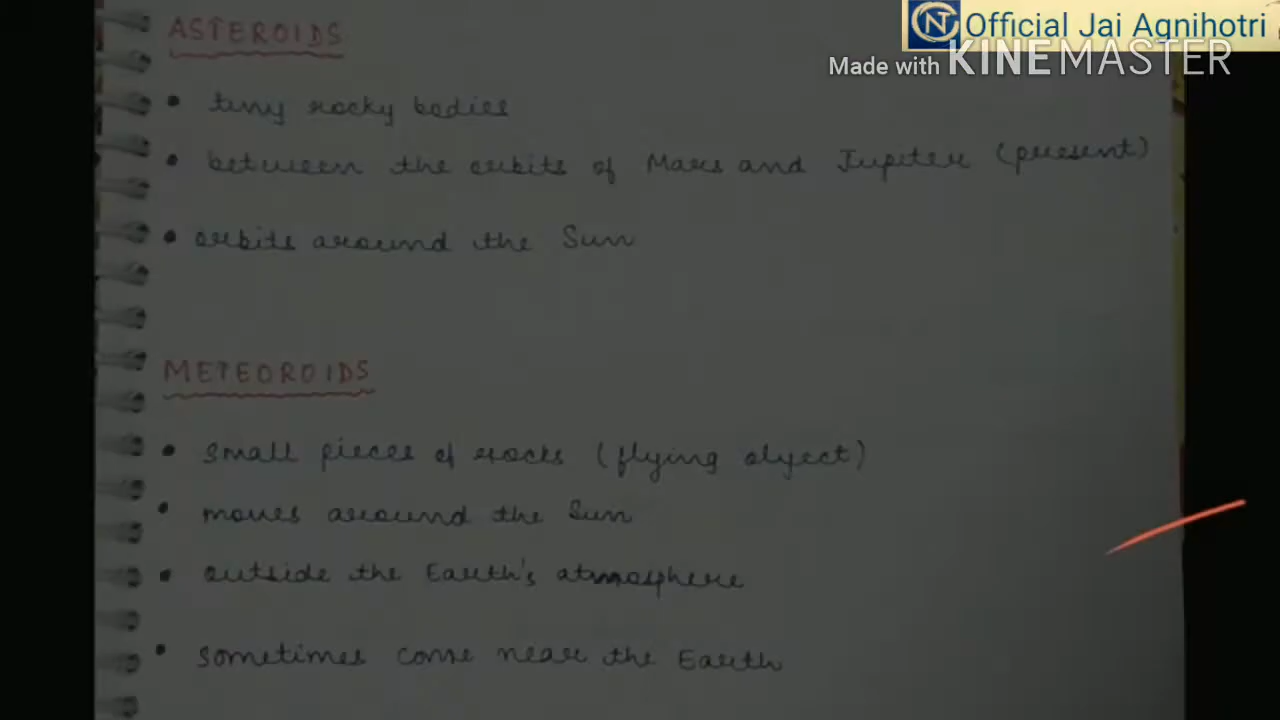 Official Jai Agnihotri
Made with KINEMASTER
ASTEROIDS
• tiny rocky bodies
• between the orbits of Mars and Jupiter (present)
• orbits around the Sun
METEOROIDS
• small pieces of rocks (flying object)
• moves around the Sun
• outside the Earth's atmosphere
• sometimes come near the Earth